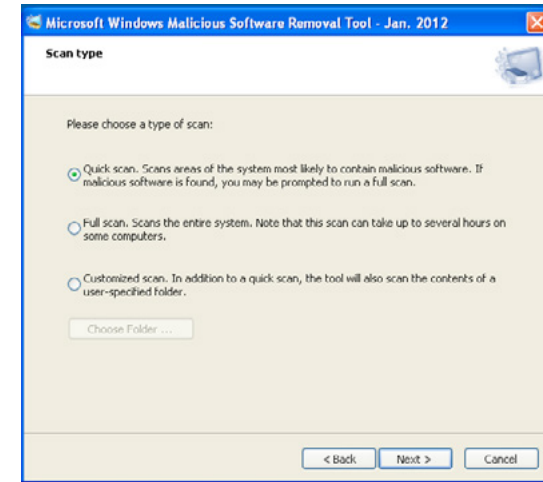 Microsoft Windows Malicious Software Removal Tool - Jan. 2012
Scan type
Please choose a type of scan:
Quick scan. Scans areas of the system most likely to contain malicious software. If
malicious software is found, you may be prompted to run a full scan.
Full scan. Scans the entire system. Note that this scan can take up to several hours on
some computers.
Customized scan. In addition to a quick scan, the tool will also scan the contents of a
user-specified folder.
Choose Folder ...
< Back Next > Cancel